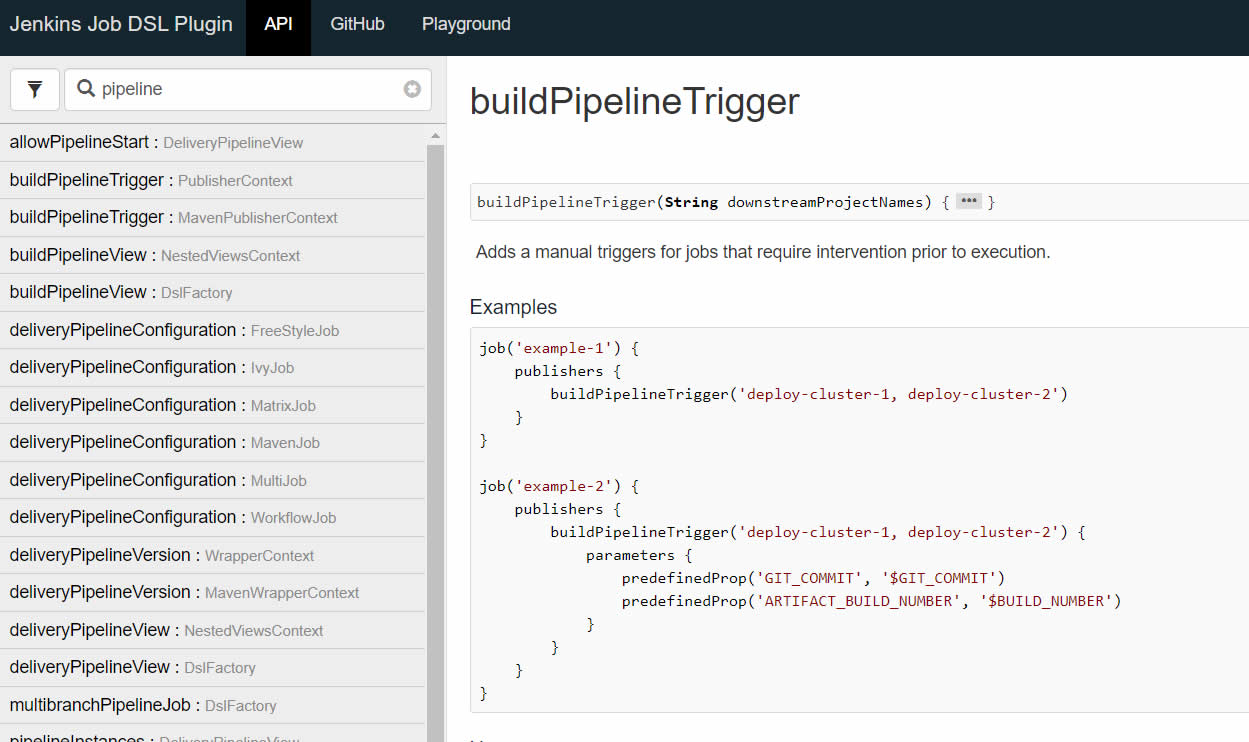 Jenkins Job DSL Plugin API GitHub Playground
pipeline
allowPipelineStart : DeliveryPipelineView
buildPipelineTrigger : PublisherContext
buildPipelineTrigger : MavenPublisherContext
buildPipelineView : NestedViewsContext
buildPipelineView : DslFactory
deliveryPipelineConfiguration : FreeStyleJob
deliveryPipelineConfiguration : IvyJob
deliveryPipelineConfiguration : MatrixJob
deliveryPipelineConfiguration : MavenJob
deliveryPipelineConfiguration : MultiJob
deliveryPipelineConfiguration : WorkflowJob
deliveryPipelineVersion : WrapperContext
deliveryPipelineVersion : MavenWrapperContext
deliveryPipelineView : NestedViewsContext
deliveryPipelineView : DslFactory
multibranchPipelineJob : DslFactory
pipelineInstances : DeliveryPipelineView
buildPipelineTrigger
buildPipelineTrigger(String downstreamProjectNames) { ••• }
Adds a manual triggers for jobs that require intervention prior to execution.
Examples
job('example-1') {
    publishers {
        buildPipelineTrigger('deploy-cluster-1, deploy-cluster-2')
    }
}
job('example-2') {
    publishers {
        buildPipelineTrigger('deploy-cluster-1, deploy-cluster-2') {
            parameters {
                predefinedProp('GIT_COMMIT', '$GIT_COMMIT')
                predefinedProp('ARTIFACT_BUILD_NUMBER', '$BUILD_NUMBER')
            }
        }
    }
}